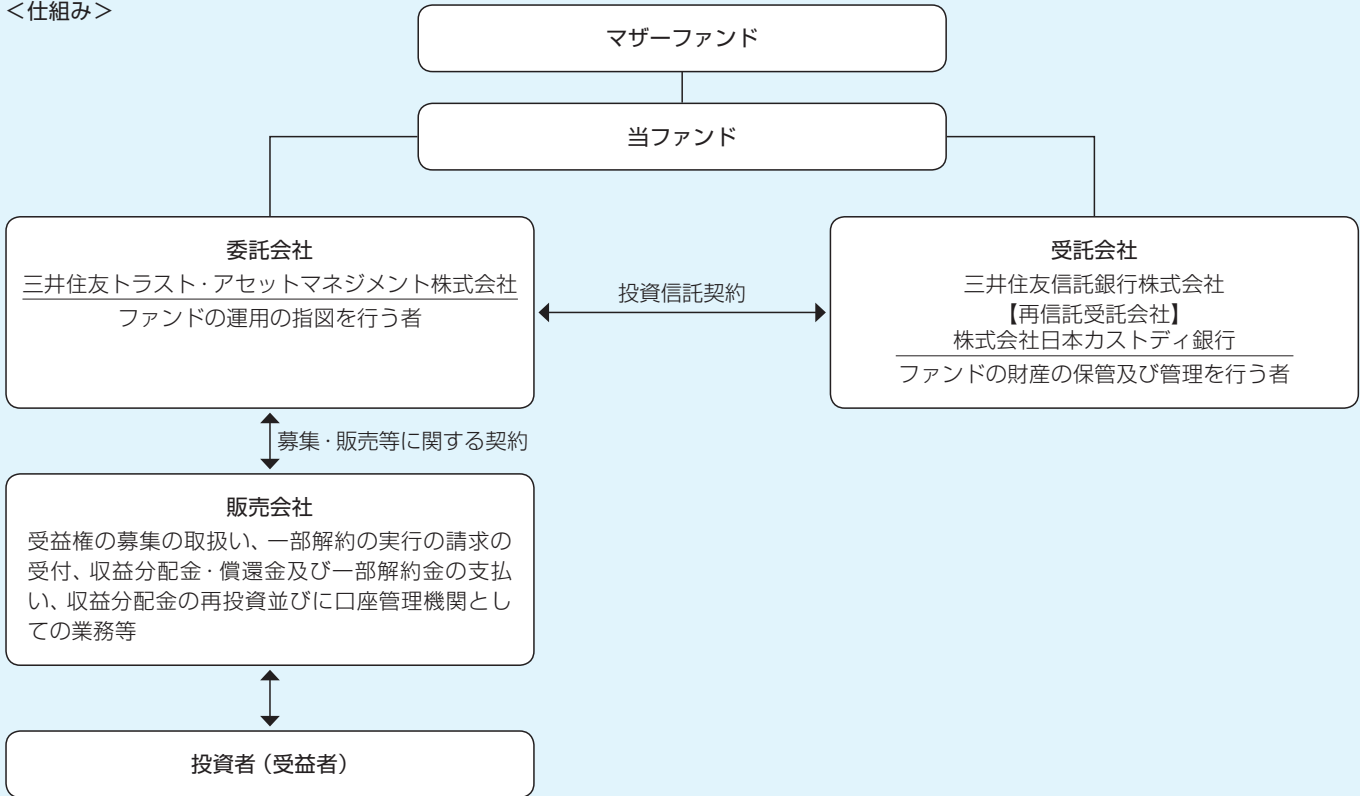 ＜仕組み＞
マザーファンド
当ファンド
委託会社
三井住友トラスト・アセットマネジメント株式会社
ファンドの運用の指図を行う者
投資信託契約
受託会社
三井住友信託銀行株式会社
【再信託受託会社】
株式会社日本カストディ銀行
ファンドの財産の保管及び管理を行う者
募集・販売等に関する契約
販売会社
受益権の募集の取扱い、一部解約の実行の請求の
受付、収益分配金・償還金及び一部解約金の支払
い、収益分配金の再投資並びに口座管理機関とし
ての業務等
投資者（受益者）